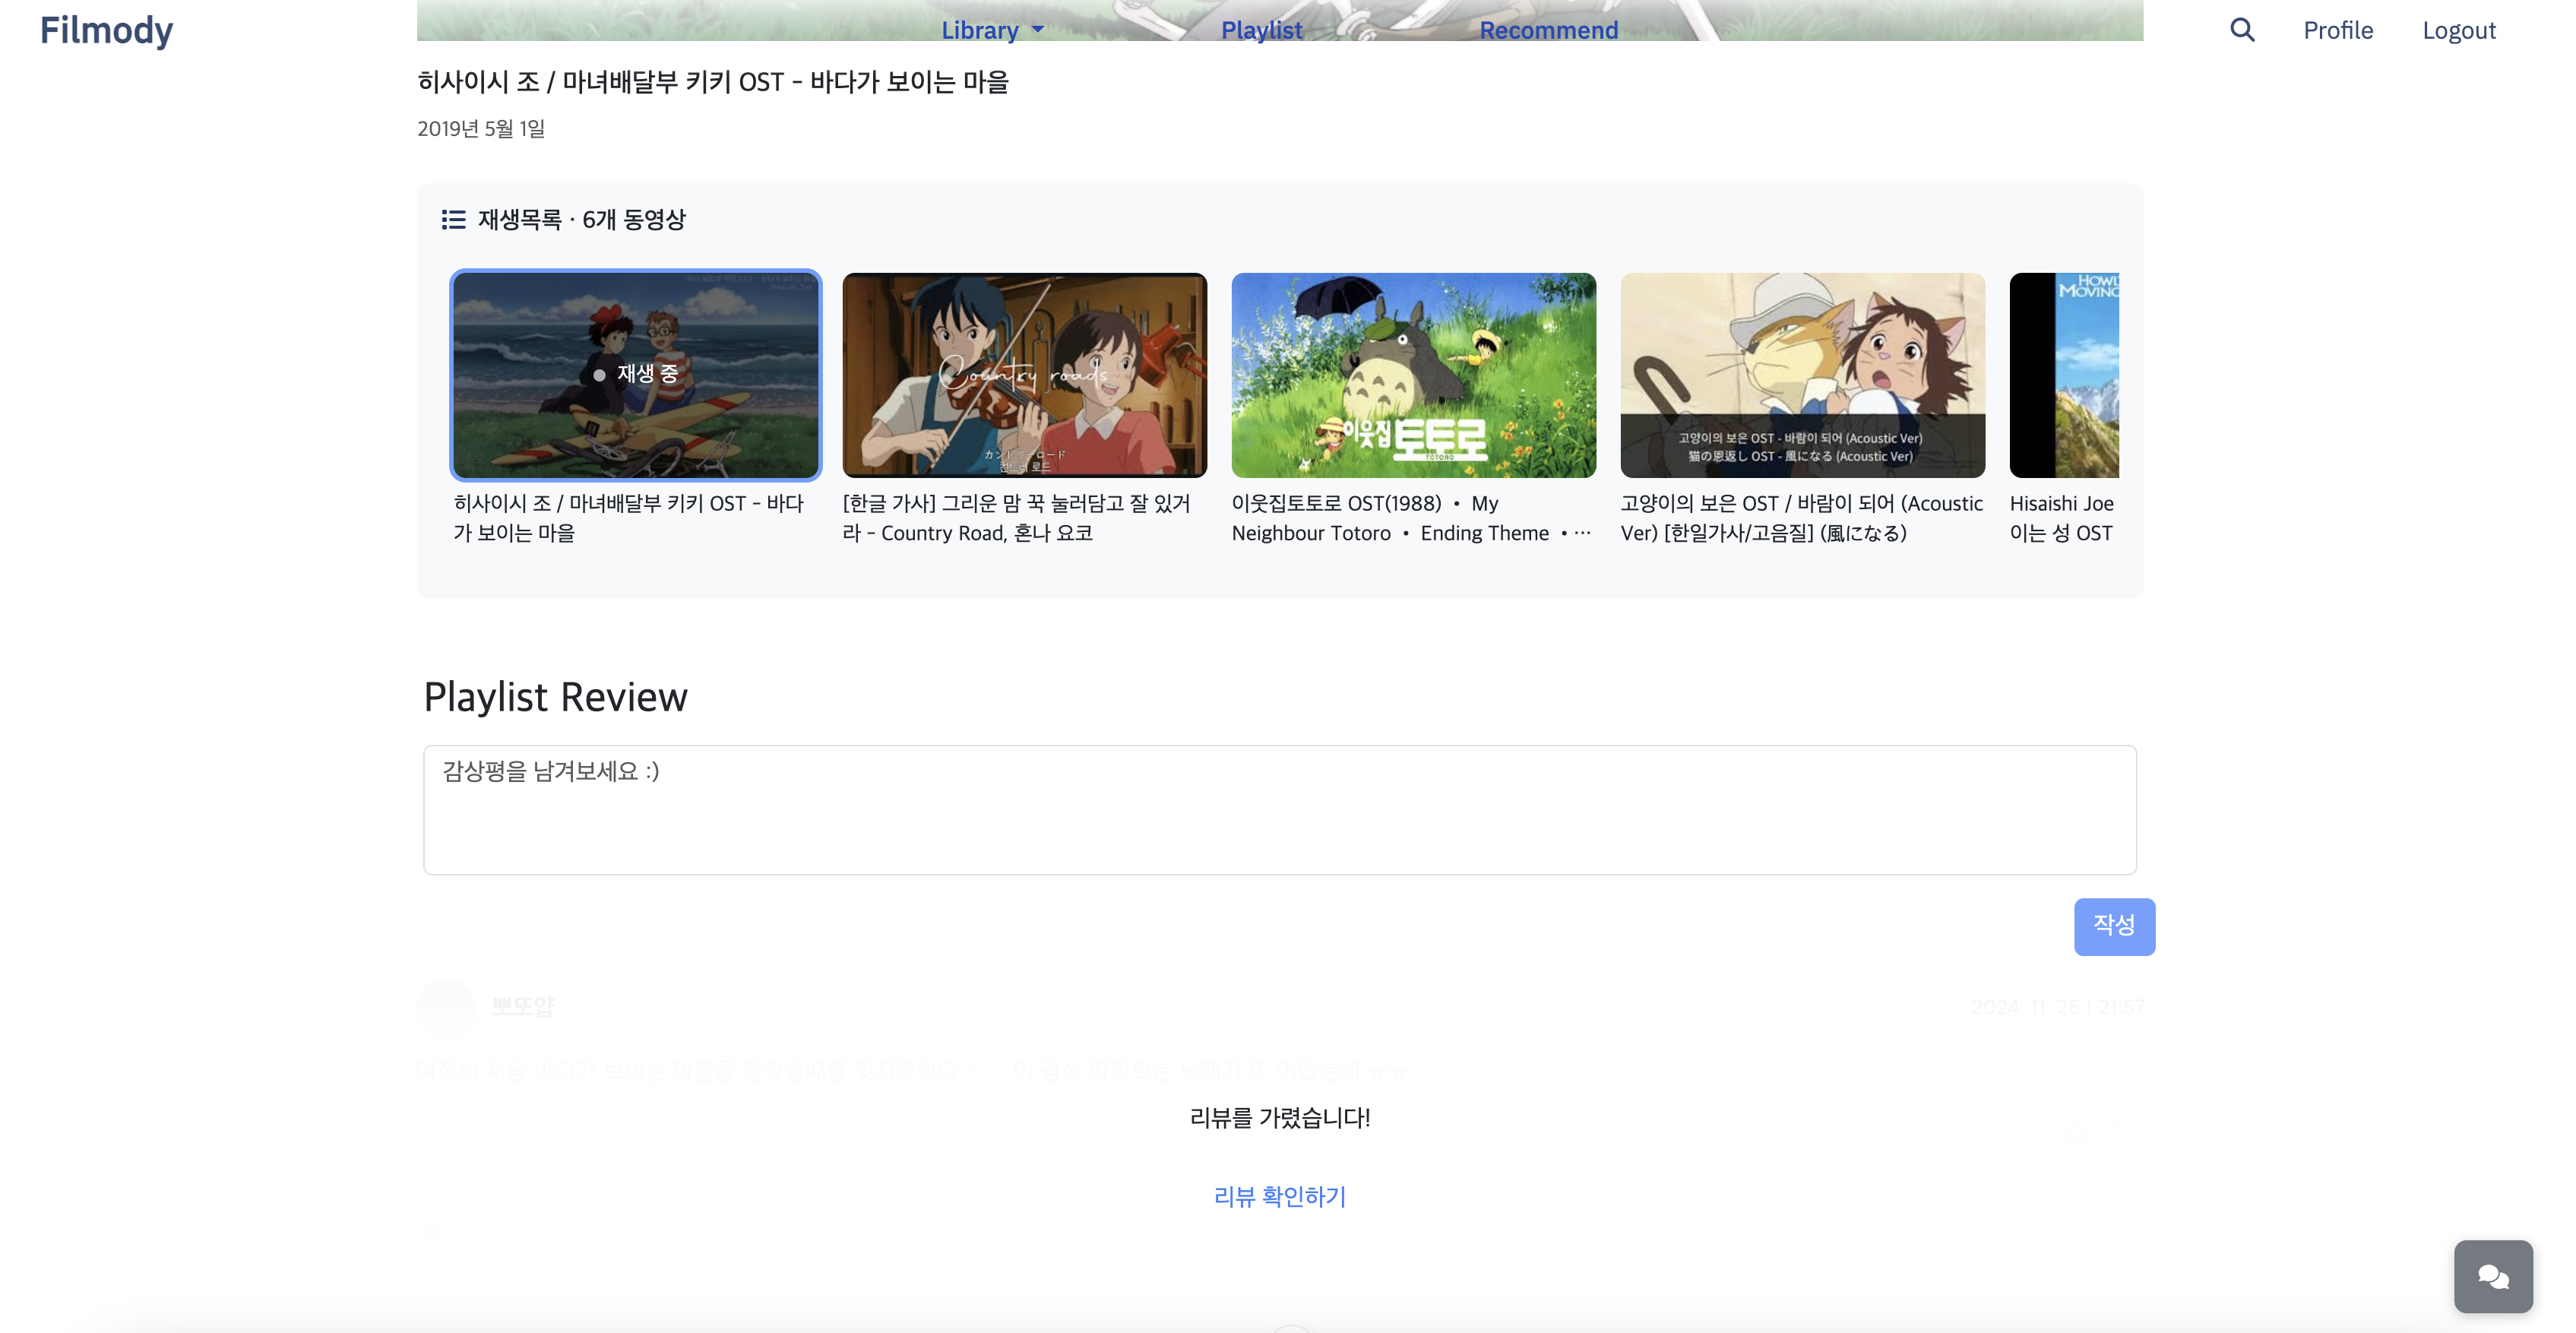 Filmody
Library
Playlist
Recommend
Profile
Logout
히사이시 조 / 마녀배달부 키키 OST - 바다가 보이는 마을
2019년 5월 1일
재생목록 · 6개 동영상
Hisaishi Joe
재생 중
Country roads
カントリーロード
컨트리 로드
이웃집 토토로
TOTORO
고양이의 보은 OST - 바람이 되어 (Acoustic Ver)
猫の恩返し OST - 風になる (Acoustic Ver)
HOWL
MOVING
히사이시 조 / 마녀배달부 키키 OST - 바다
가 보이는 마을
[한글 가사] 그리운 맘 꾹 눌러담고 잘 있거
라 - Country Road, 혼나 요코
이웃집토토로 OST(1988) • My
Neighbour Totoro • Ending Theme • ···
고양이의 보은 OST / 바람이 되어 (Acoustic
Ver) [한일가사/고음질] (風になる)
Hisaishi Joe
이는 성 OST
Playlist Review
감상평을 남겨보세요 :)
작성
뽀또얍
2024. 11. 26 | 21:57
리뷰를 가렸습니다!
리뷰 확인하기